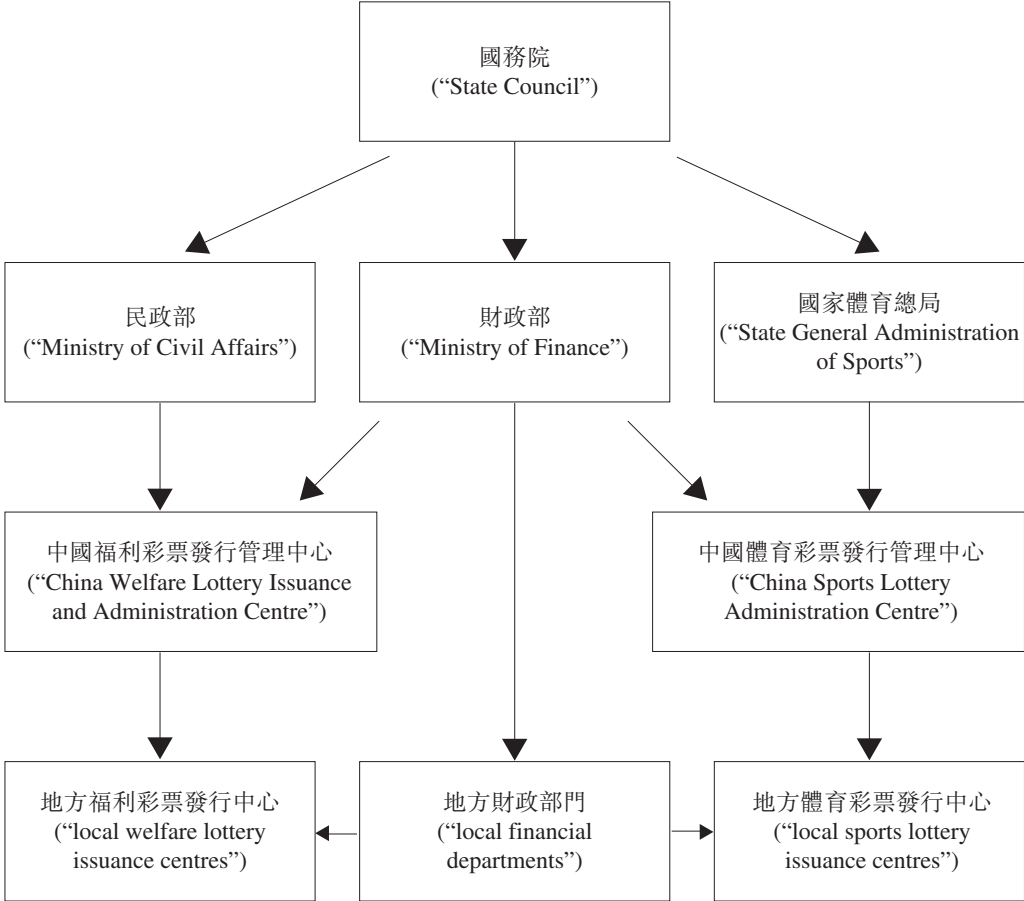 國務院
(“State Council”)
民政部
(“Ministry of Civil Affairs”)
財政部
(“Ministry of Finance”)
國家體育總局
(“State General Administration
of Sports”)
中國福利彩票發行管理中心
(“China Welfare Lottery Issuance
and Administration Centre”)
中國體育彩票發行管理中心
(“China Sports Lottery
Administration Centre”)
地方福利彩票發行中心
(“local welfare lottery
issuance centres”)
地方財政部門
(“local financial
departments”)
地方體育彩票發行中心
(“local sports lottery
issuance centres”)